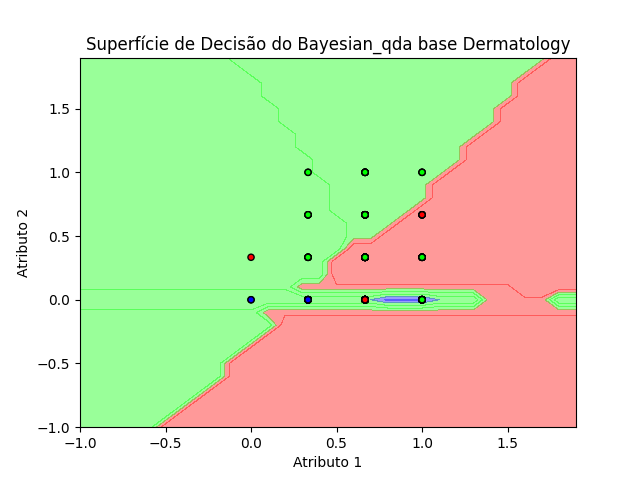 Superfície de Decisão do Bayesian_qda base Dermatology
Atributo 2
1.5
1.0
0.5
0.0
−0.5
−1.0
−1.0 −0.5 0.0 0.5 1.0 1.5
Atributo 1